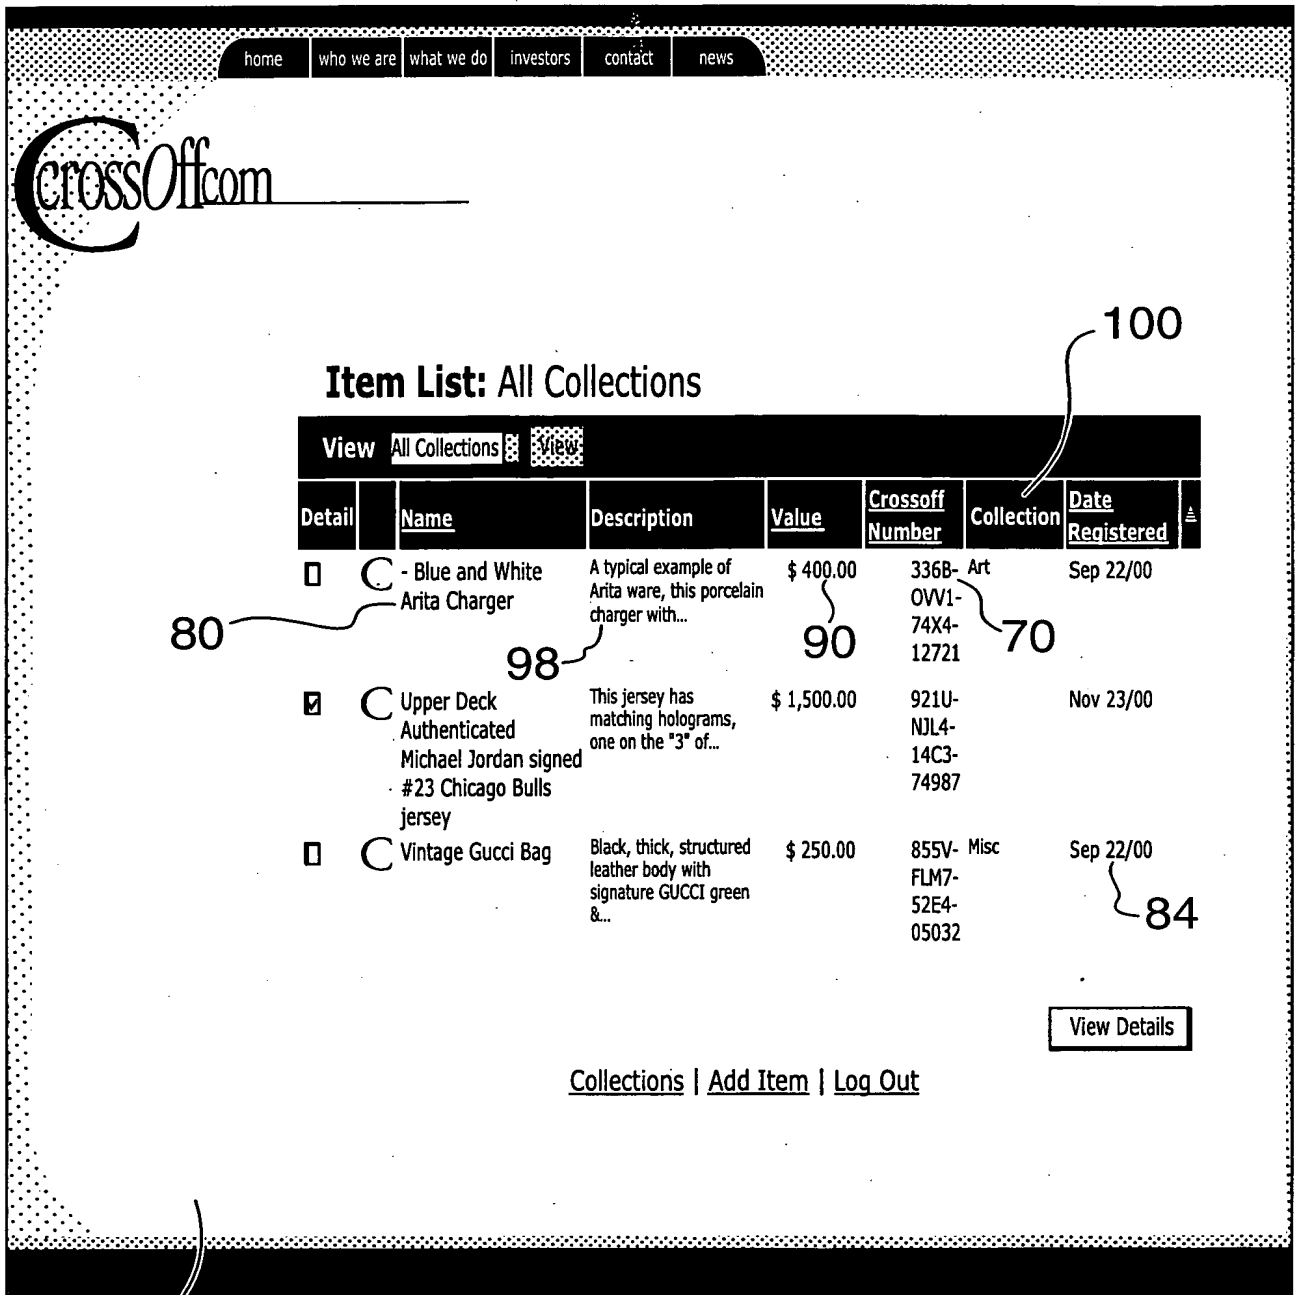 home who we are what we do investors contact news
CcrossOffcom
100
Item List: All Collections
View All Collections View
Detail Name Description Value Crossoff Number Collection Date Registered
- Blue and White Arita Charger
A typical example of
Arita ware, this porcelain
charger with...
$ 400.00
336B-
OVV1-
74X4-
12721
Art
Sep 22/00
80
98
90
70
C Upper Deck
Authenticated
Michael Jordan signed
#23 Chicago Bulls
jersey
This jersey has
matching holograms,
one on the "3" of...
$ 1,500.00
921U-
NJL4-
14C3-
74987
Nov 23/00
C Vintage Gucci Bag
Black, thick, structured
leather body with
signature GUCCI green
&...
$ 250.00
855V-
FLM7-
52E4-
05032
Misc
Sep 22/00
84
View Details
Collections | Add Item | Log Out